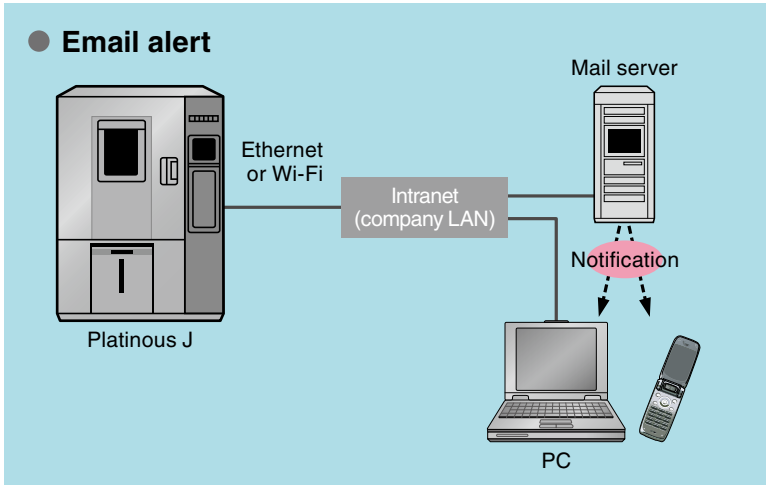 Email alert
Mail server
Ethernet
or Wi-Fi
Intranet
(company LAN)
Notification
Platinous J
PC